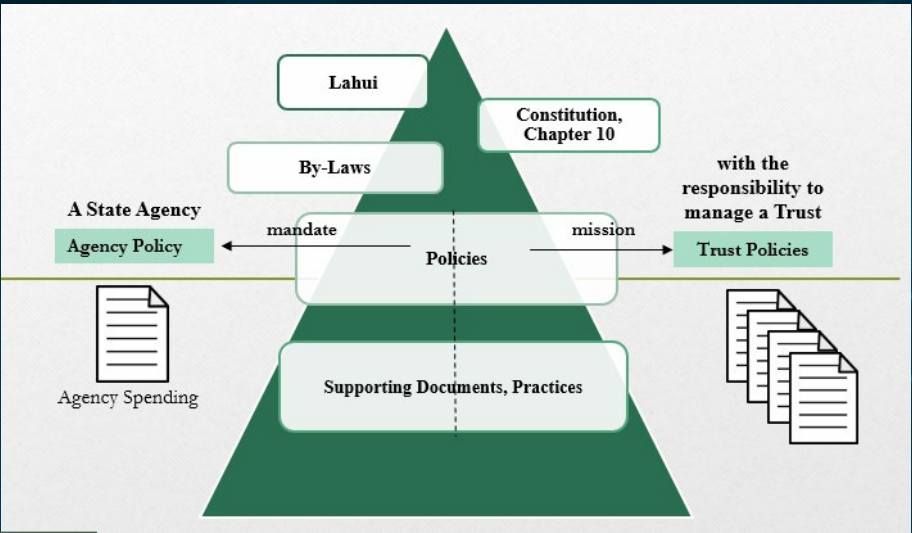 Lahui
Constitution,
Chapter 10
By-Laws
A State Agency
Agency Policy
mandate
Policies
mission
with the
responsibility to
manage a Trust
Trust Policies
Agency Spending
Supporting Documents, Practices